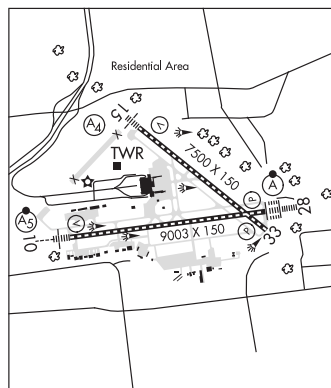 Residential Area
15
A4
V
7500 X 150
TWR
A
A5
V
P
28
10
9003 X 150
P
33